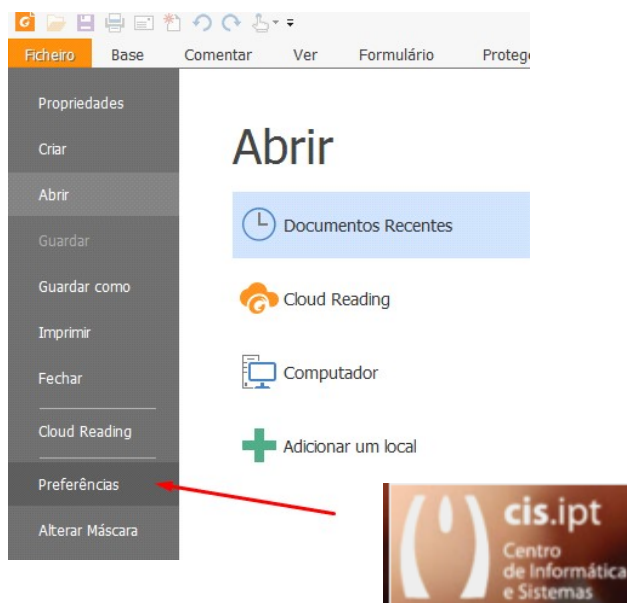 Ficheiro Base Comentar Ver Formulário
Propriedades
Criar
Abrir
Guardar
Guardar como
Imprimir
Fechar
Cloud Reading
Preferências
Alterar Máscara
Abrir
Documentos Recentes
Cloud Reading
Computador
Adicionar um local
cis.ipt
Centro
de Informática
e Sistemas